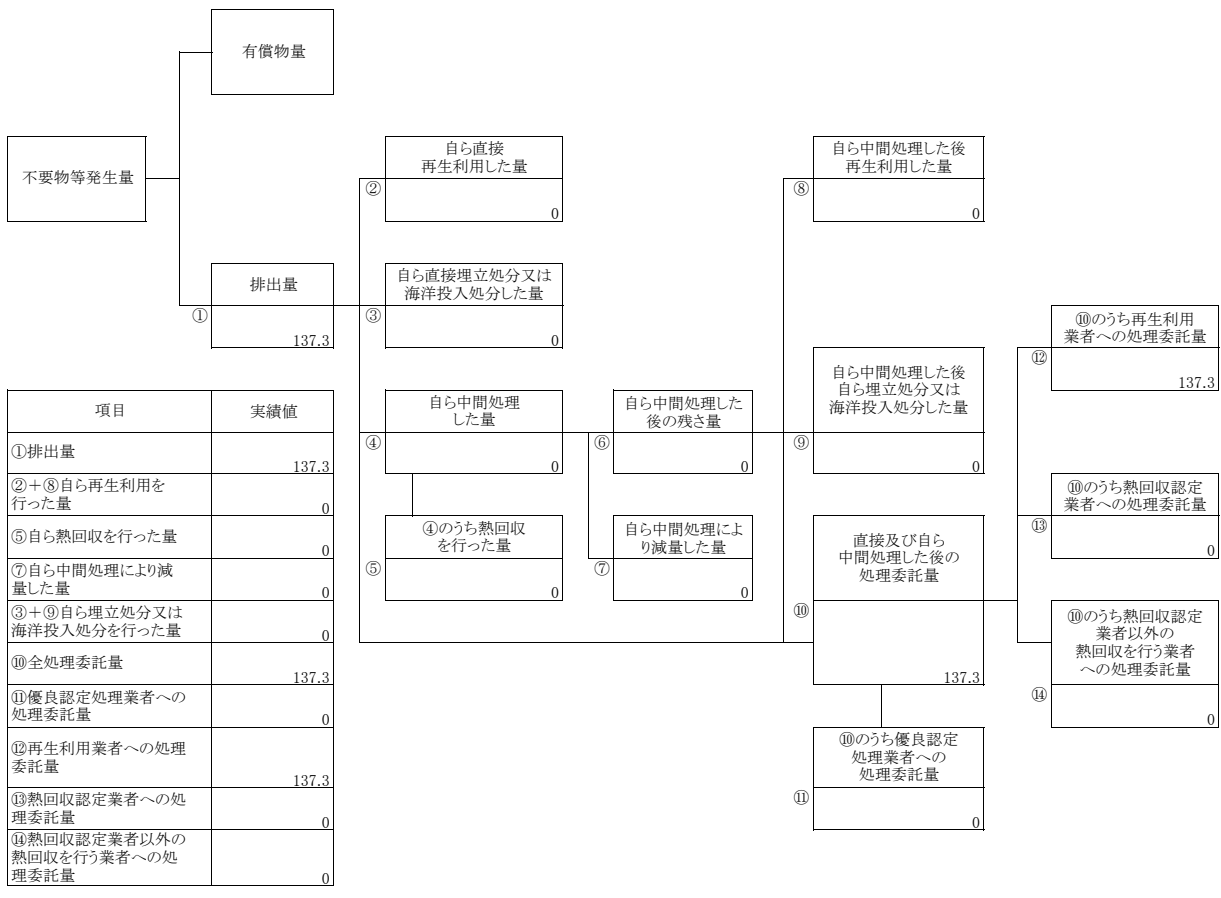 有償物量
不要物等発生量
自ら直接
再生利用した量
②
0
自ら中間処理した後
再生利用した量
⑧
0
排出量
①
137.3
自ら直接埋立処分又は
海洋投入処分した量
③
0
⑩のうち再生利用
業者への処理委託量
⑫
137.3
自ら中間処理
した量
④
0
自ら中間処理した
後の残さ量
⑥
0
自ら中間処理した後
自ら埋立処分又は
海洋投入処分した量
⑨
0
⑩のうち熱回収認定
業者への処理委託量
⑬
0
④のうち熱回収
を行った量
⑤
0
自ら中間処理によ
り減量した量
⑦
0
直接及び自ら
中間処理した後の
処理委託量
⑩
137.3
⑩のうち熱回収認定
業者以外の
熱回収を行う業者
への処理委託量
⑭
0
⑩のうち優良認定
処理業者への
処理委託量
⑪
0
項目 実績値
①排出量
137.3
②＋⑧自ら再生利用を
行った量
0
⑤自ら熱回収を行った量
0
⑦自ら中間処理により減
量した量
0
③＋⑨自ら埋立処分又は
海洋投入処分を行った量
0
⑩全処理委託量
137.3
⑪優良認定処理業者への
処理委託量
0
⑫再生利用業者への処理
委託量
137.3
⑬熱回収認定業者への処
理委託量
0
⑭熱回収認定業者以外の
熱回収を行う業者への処
理委託量
0